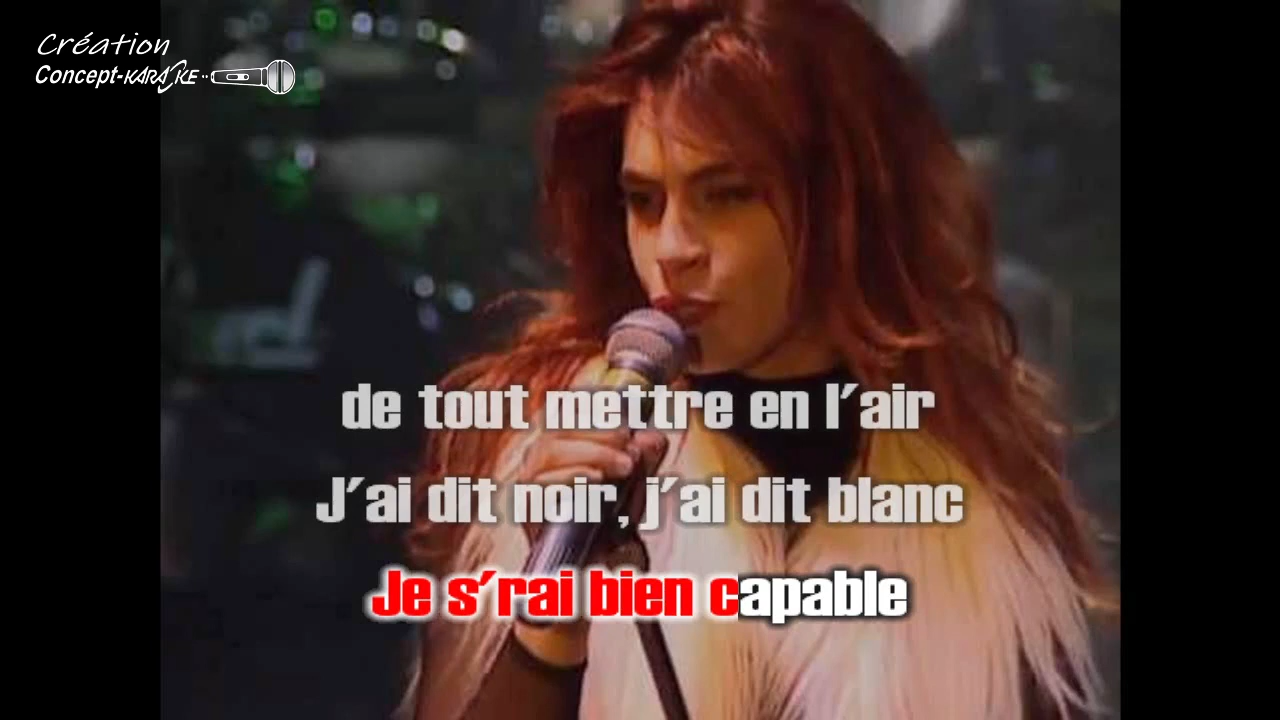 Création
Concept-KARAOKE
de tout mettre en l'air
J'ai dit noir, j'ai dit blanc
Je s'rai bien capable